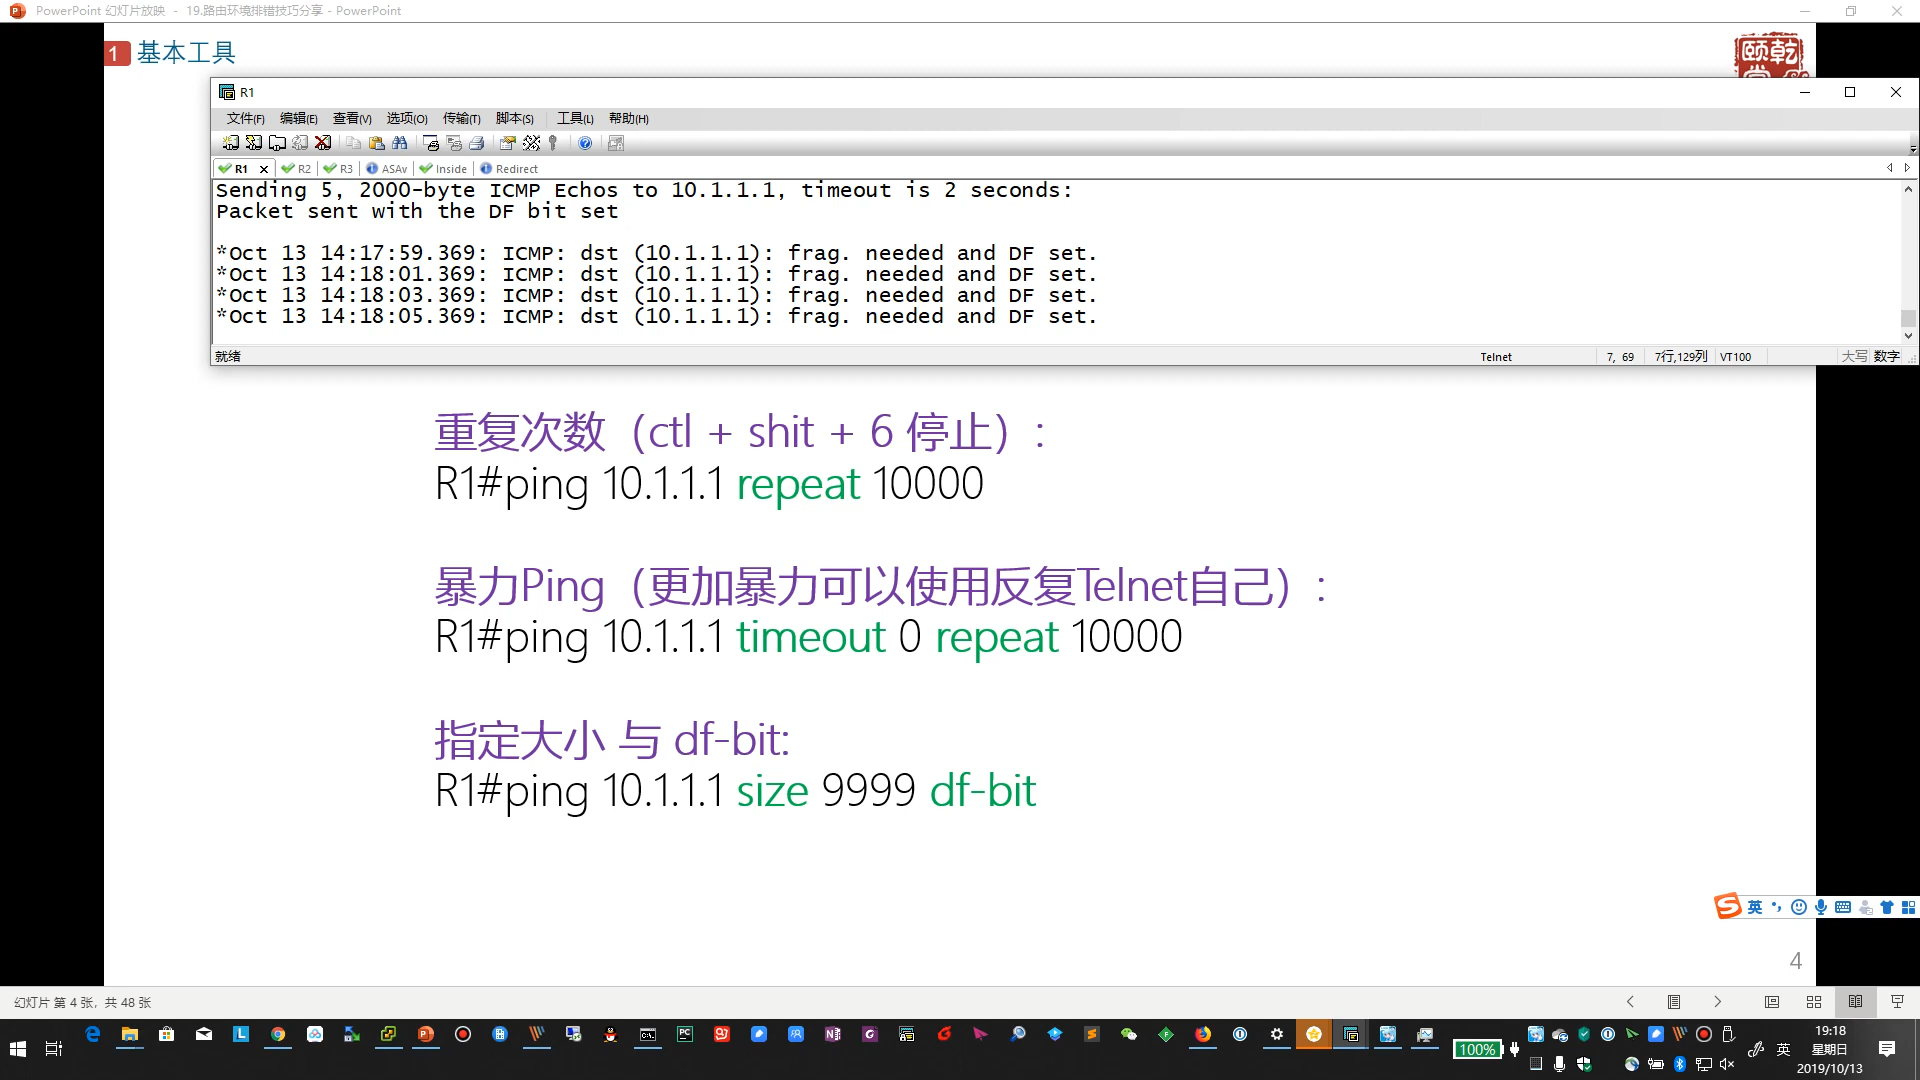 PowerPoint 幻灯片放映 - 19.路由环境排错技巧分享 - PowerPoint
1 基本工具
R1
文件(F) 编辑(E) 查看(V) 选项(O) 传输(T) 脚本(S) 工具(L) 帮助(H)
R1 R2 R3 ASAv Inside Redirect
Sending 5, 2000-byte ICMP Echos to 10.1.1.1, timeout is 2 seconds:
Packet sent with the DF bit set
*Oct 13 14:17:59.369: ICMP: dst (10.1.1.1): frag. needed and DF set.
*Oct 13 14:18:01.369: ICMP: dst (10.1.1.1): frag. needed and DF set.
*Oct 13 14:18:03.369: ICMP: dst (10.1.1.1): frag. needed and DF set.
*Oct 13 14:18:05.369: ICMP: dst (10.1.1.1): frag. needed and DF set.
就绪 Telnet 7, 69 7行,129列 VT100 大写 数字
重复次数（ctl + shit + 6 停止）:
R1#ping 10.1.1.1 repeat 10000
暴力Ping（更加暴力可以使用反复Telnet自己）:
R1#ping 10.1.1.1 timeout 0 repeat 10000
指定大小 与 df-bit:
R1#ping 10.1.1.1 size 9999 df-bit
英
4
幻灯片 第 4 张，共 48 张
100%
英
19:18
星期日
2019/10/13